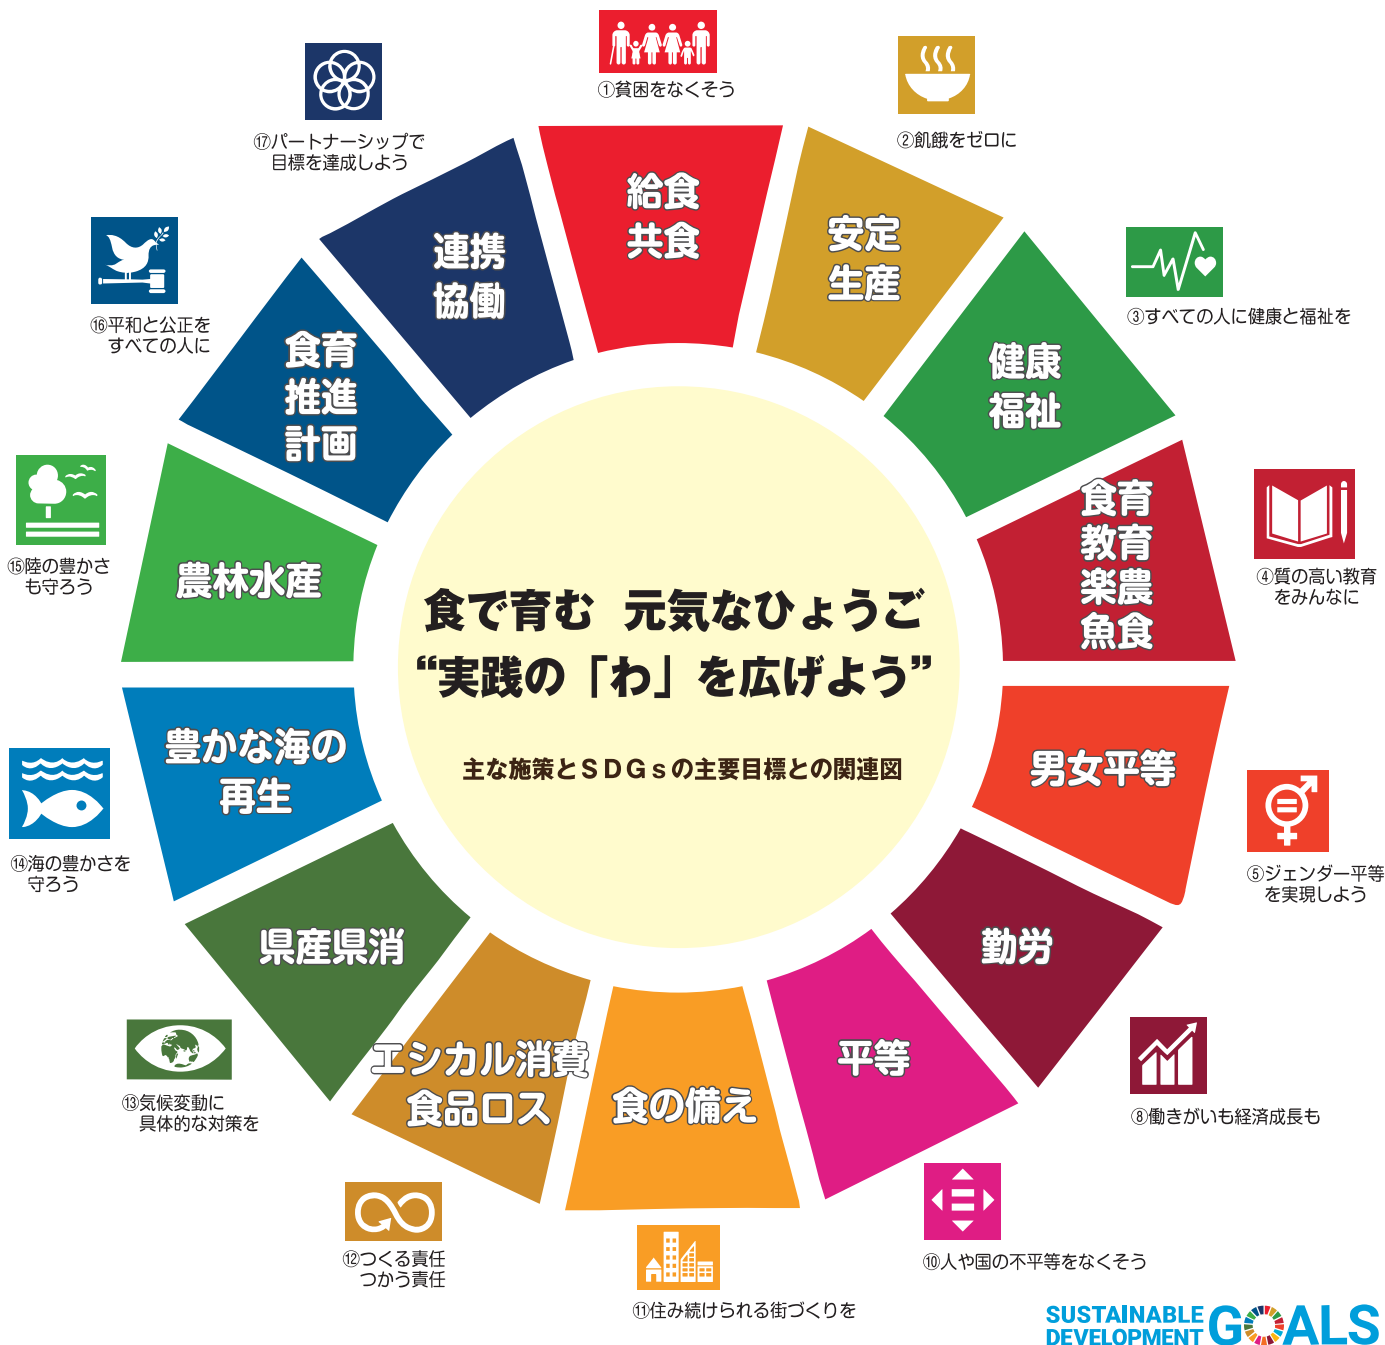 ①貧困をなくそう
②飢餓をゼロに
③すべての人に健康と福祉を
④質の高い教育
をみんなに
⑤ジェンダー平等
を実現しよう
⑧働きがいも経済成長も
⑩人や国の不平等をなくそう
⑪住み続けられる街づくりを
⑫つくる責任
つかう責任
⑬気候変動に
具体的な対策を
⑭海の豊かさを
守ろう
⑮陸の豊かさ
も守ろう
⑯平和と公正を
すべての人に
⑰パートナーシップで
目標を達成しよう
給食
共食
安定
生産
健康
福祉
食育
教育
楽農
魚食
男女平等
勤労
平等
食の備え
エシカル消費
食品ロス
県産県消
豊かな海の
再生
農林水産
食育
推進
計画
連携
協働
食で育む 元気なひょうご
“実践の「わ」を広げよう”
主な施策とSDGsの主要目標との関連図
SUSTAINABLE
DEVELOPMENT
GOALS